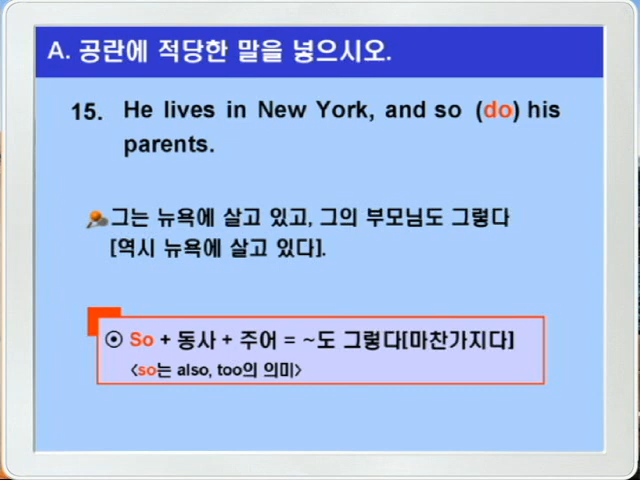 A. 공란에 적당한 말을 넣으시오.
15. He lives in New York, and so (do) his
parents.
그는 뉴욕에 살고 있고, 그의 부모님도 그렇다
[역시 뉴욕에 살고 있다].
⊙ So + 동사 + 주어 = ~도 그렇다[마찬가지다]
〈so는 also, too의 의미〉